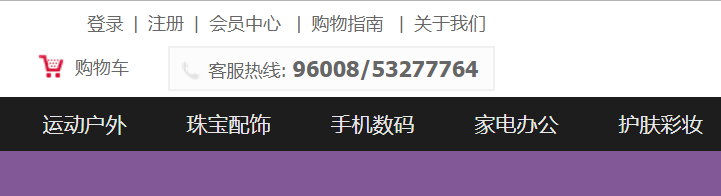 登录 | 注册 | 会员中心 | 购物指南 | 关于我们
购物车 客服热线: 96008/53277764
运动户外 珠宝配饰 手机数码 家电办公 护肤彩妆